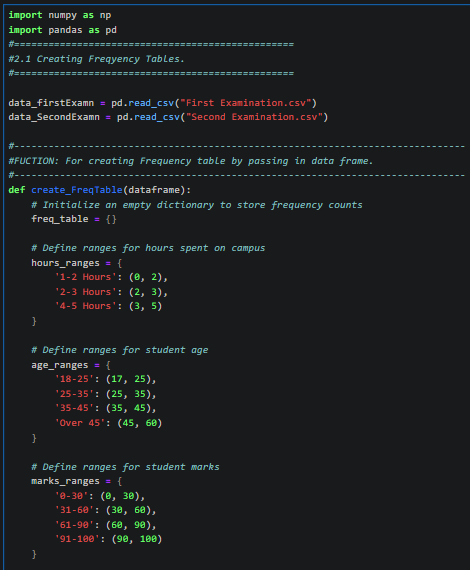 import numpy as np
import pandas as pd
#=================================================
#2.1 Creating Freqyency Tables.
#=================================================
data_firstExamn = pd.read_csv("First Examination.csv")
data_SecondExamn = pd.read_csv("Second Examination.csv")
#-------------------------------------------------------------------------------
#FUCTION: For creating Frequency table by passing in data frame.
#-------------------------------------------------------------------------------
def create_FreqTable(dataframe):
    # Initialize an empty dictionary to store frequency counts
    freq_table = {}
    # Define ranges for hours spent on campus
    hours_ranges = {
        '1-2 Hours': (0, 2),
        '2-3 Hours': (2, 3),
        '4-5 Hours': (3, 5)
    }
    # Define ranges for student age
    age_ranges = {
        '18-25': (17, 25),
        '25-35': (25, 35),
        '35-45': (35, 45),
        'Over 45': (45, 60)
    }
    # Define ranges for student marks
    marks_ranges = {
        '0-30': (0, 30),
        '31-60': (30, 60),
        '61-90': (60, 90),
        '91-100': (90, 100)
    }